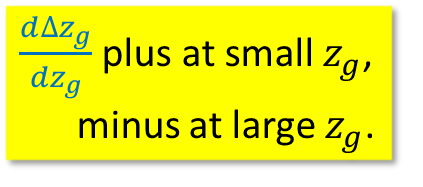 dΔz_g/dz_g plus at small z_g,
minus at large z_g.